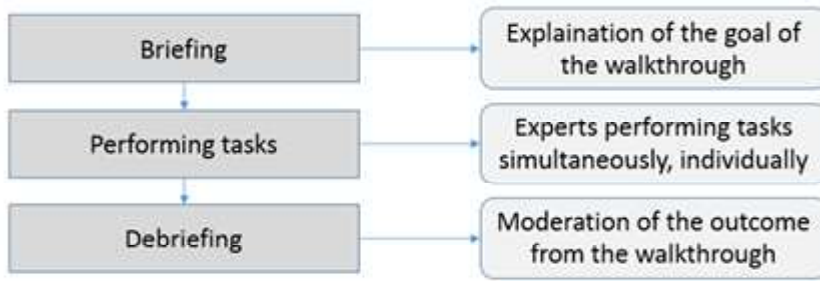 Briefing
Explaination of the goal of
the walkthrough
Performing tasks
Experts performing tasks
simultaneously, individually
Debriefing
Moderation of the outcome
from the walkthrough